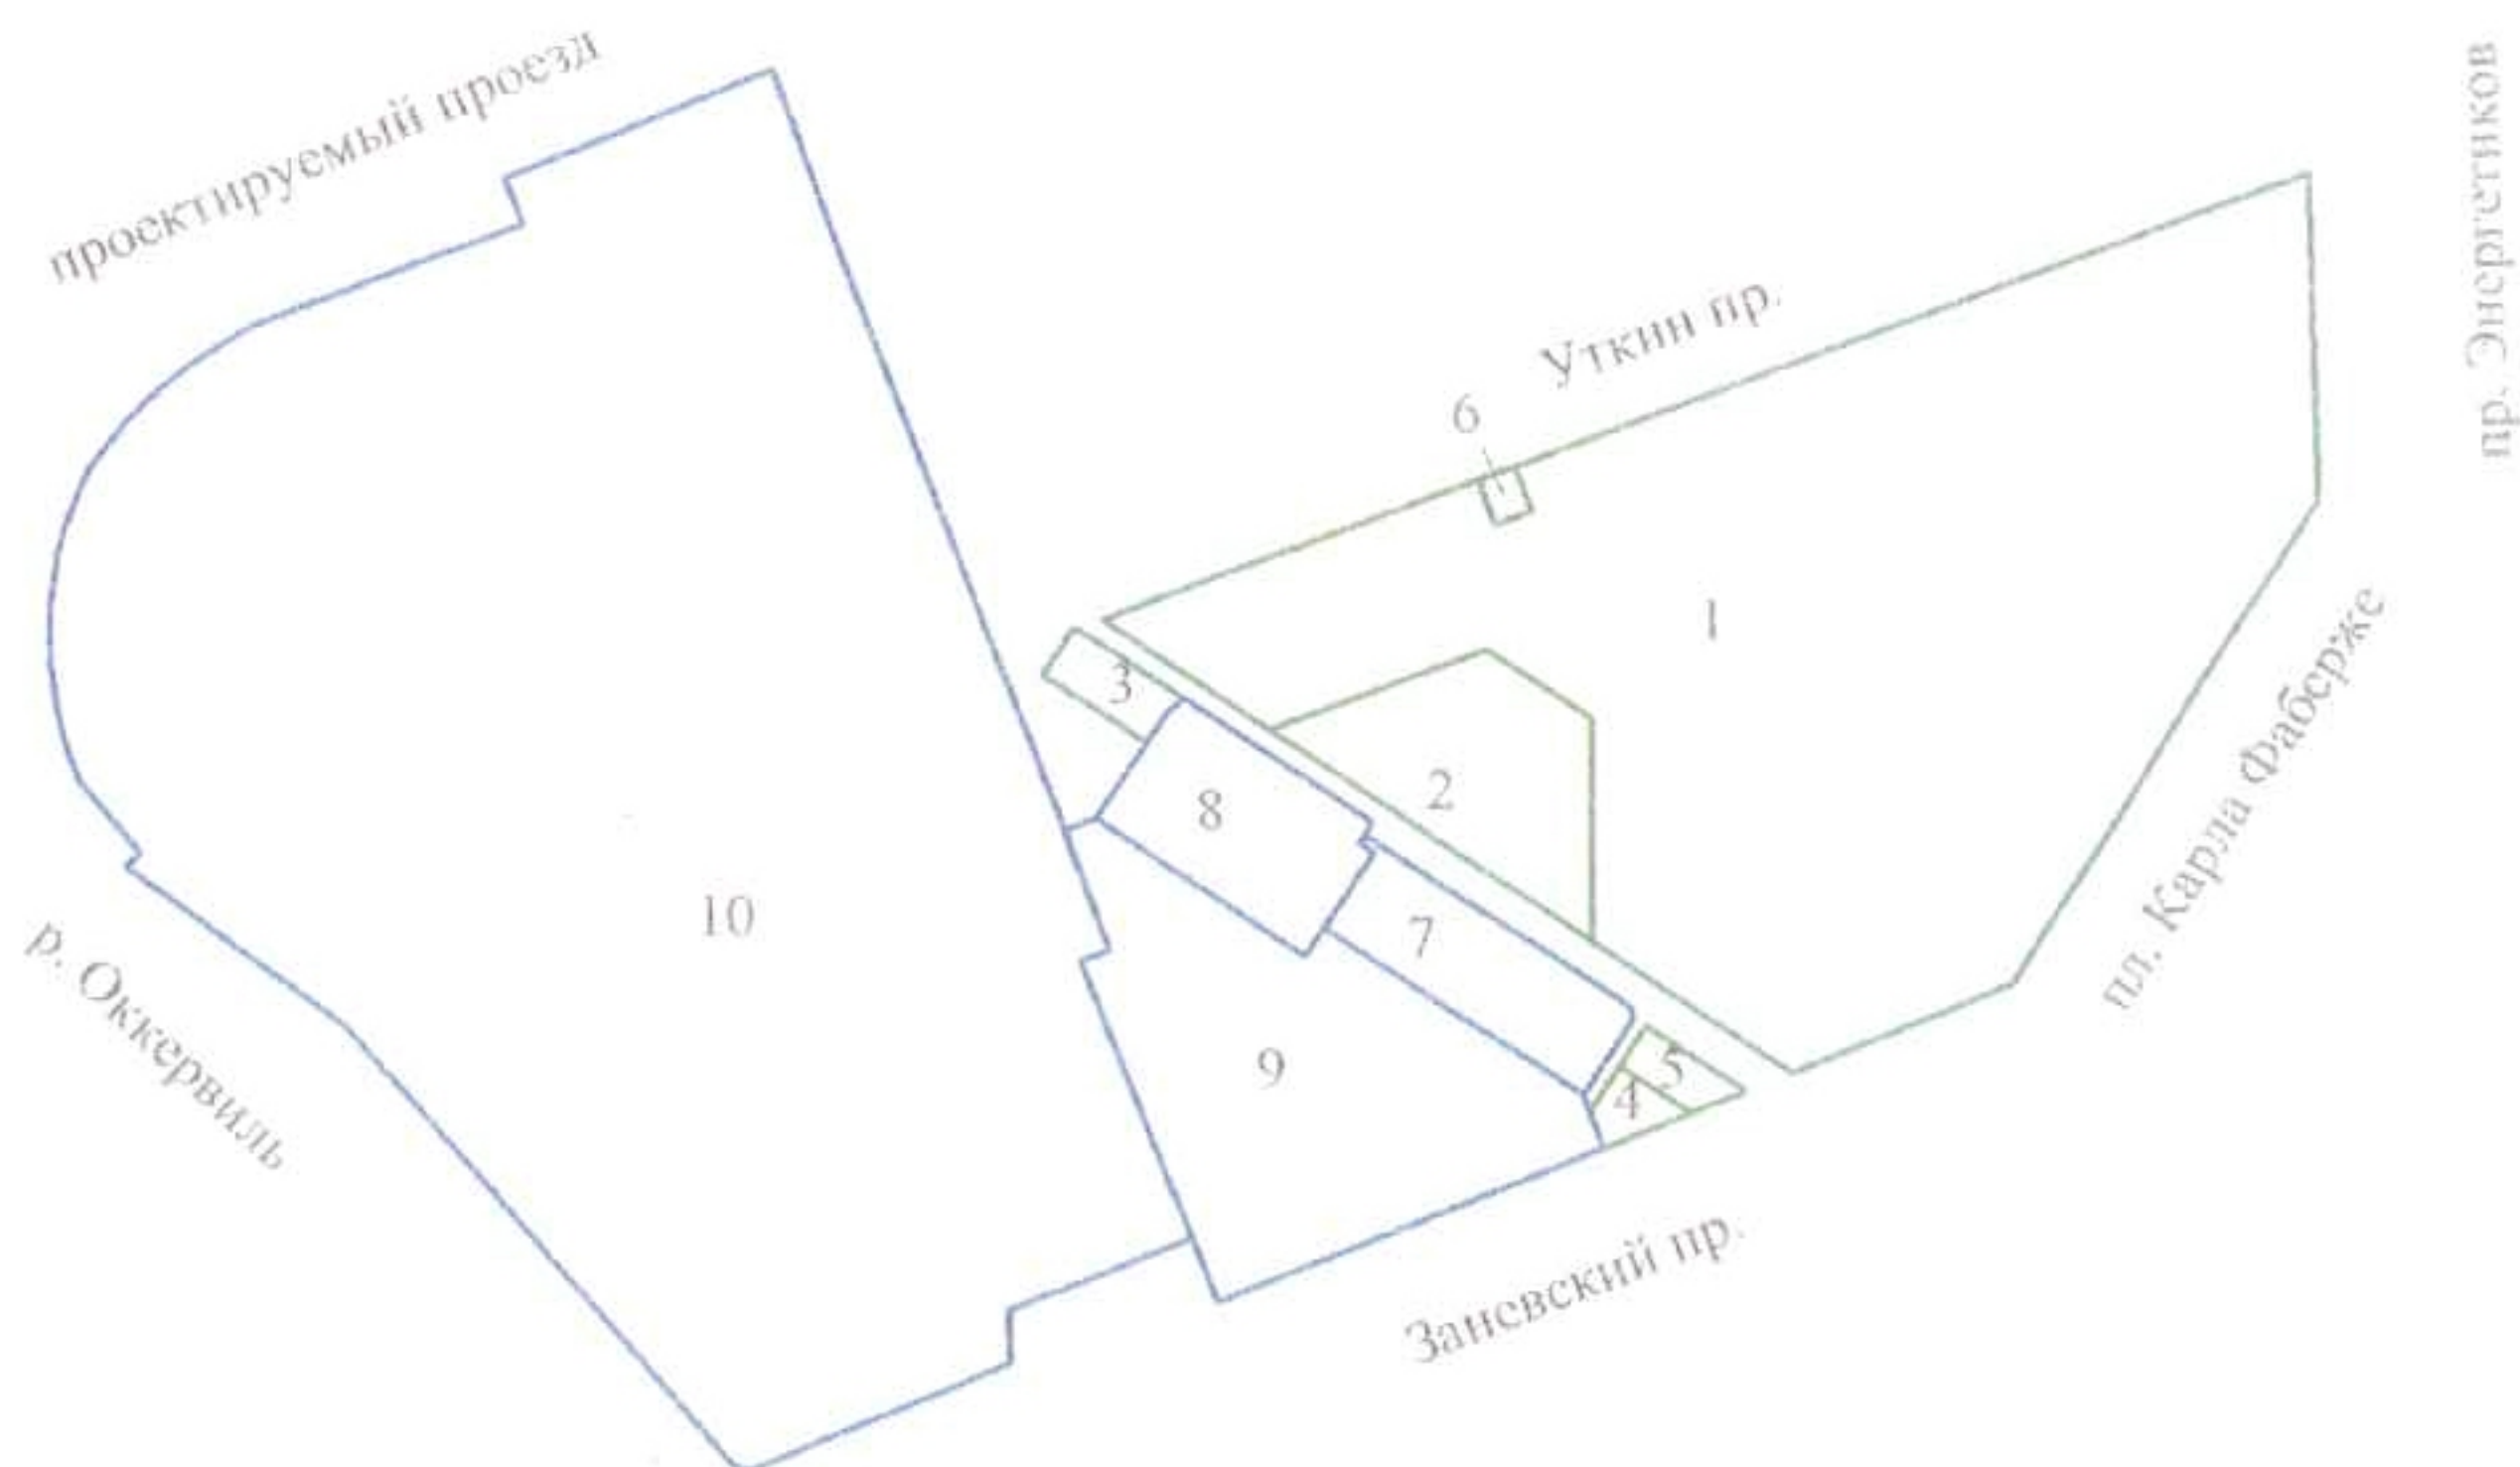 проектируемый проезд
пр. Энергетиков
Уткин пр.
6
1
3
2
8
пл. Карла Фаберже
10
7
р. Оккервиль
9
5
4
Заневский пр.